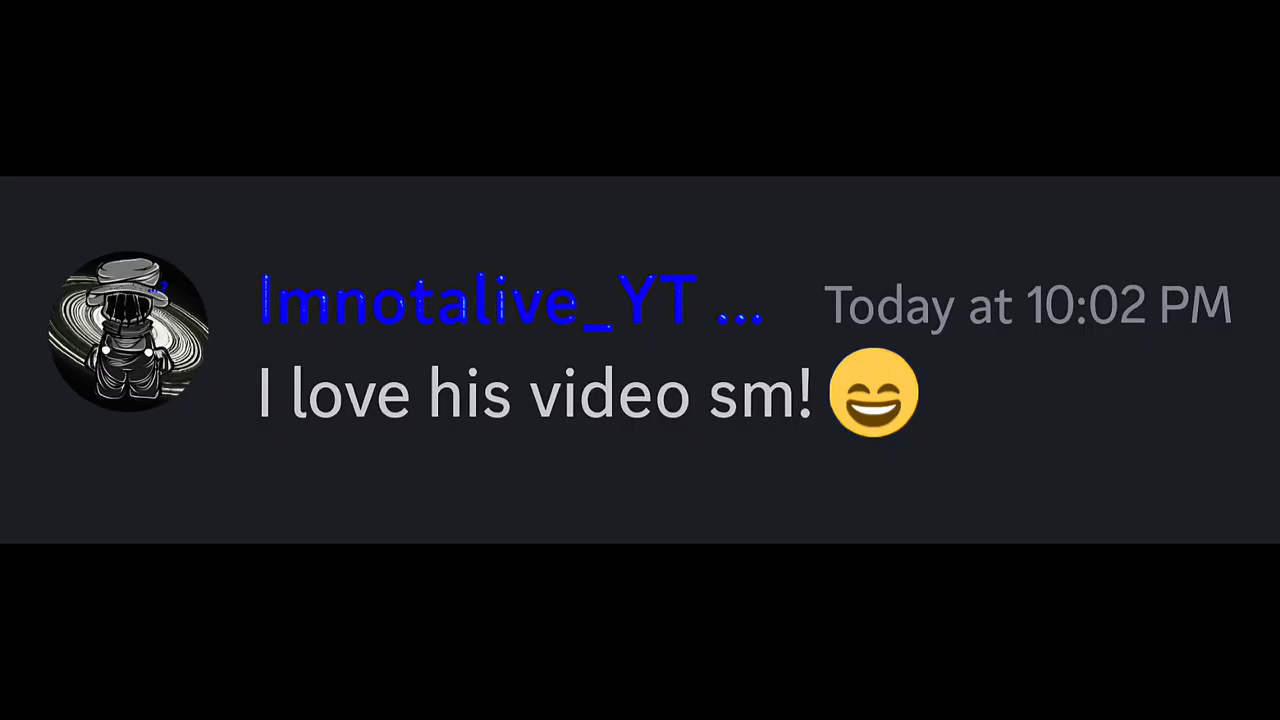 Imnotalive_YT ... Today at 10:02 PM
I love his video sm! 😄